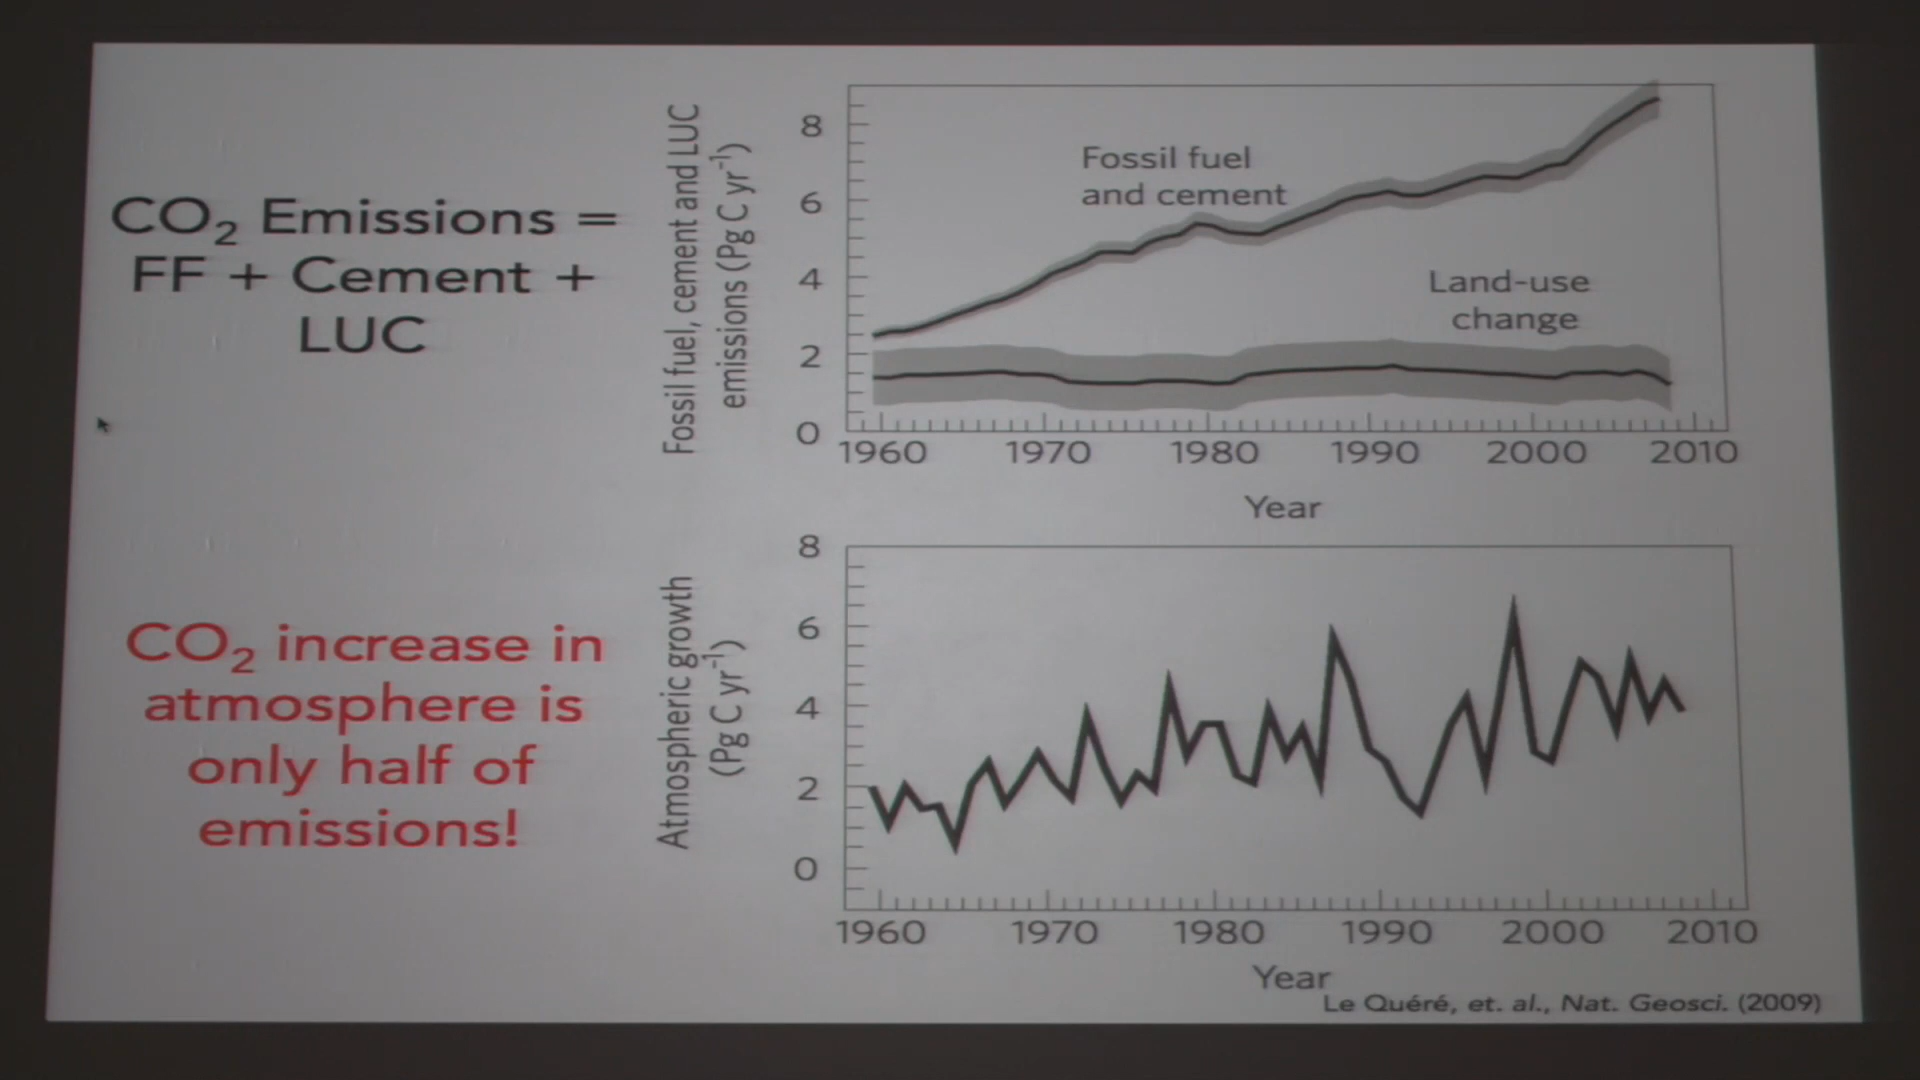 CO₂ Emissions =
FF + Cement +
LUC
CO₂ increase in
atmosphere is
only half of
emissions!
Fossil fuel, cement and LUC
emissions (Pg C yr⁻¹)
8
6
4
2
0
Fossil fuel
and cement
Land-use
change
1960 1970 1980 1990 2000 2010
Year
Atmospheric growth
(Pg C yr⁻¹)
8
6
4
2
0
1960 1970 1980 1990 2000 2010
Year
Le Quéré, et. al., Nat. Geosci. (2009)